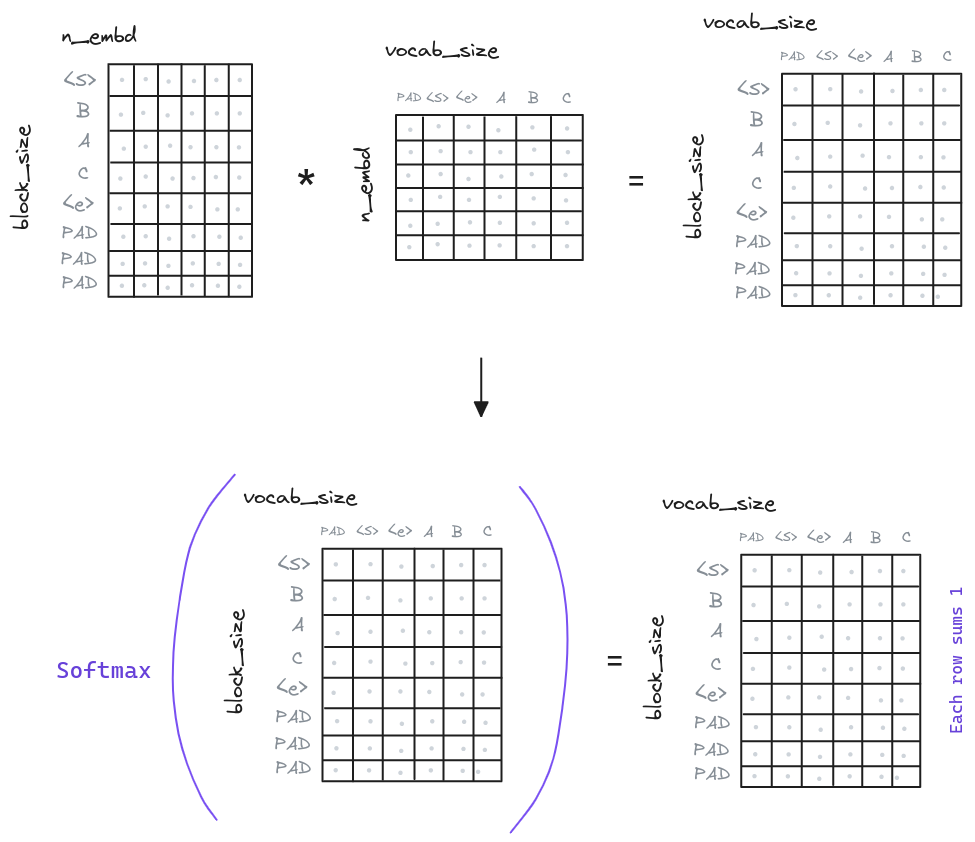 n_embd
<S>
B
A
C
<e>
PAD
PAD
PAD
block_size
*
vocab_size
PAD <S> <e> A B C
n_embd
=
vocab_size
PAD <S> <e> A B C
<S>
B
A
C
<e>
PAD
PAD
PAD
block_size
Softmax
vocab_size
PAD <S> <e> A B C
<S>
B
A
C
<e>
PAD
PAD
PAD
block_size
=
vocab_size
PAD <S> <e> A B C
<S>
B
A
C
<e>
PAD
PAD
PAD
block_size
Each row sums 1